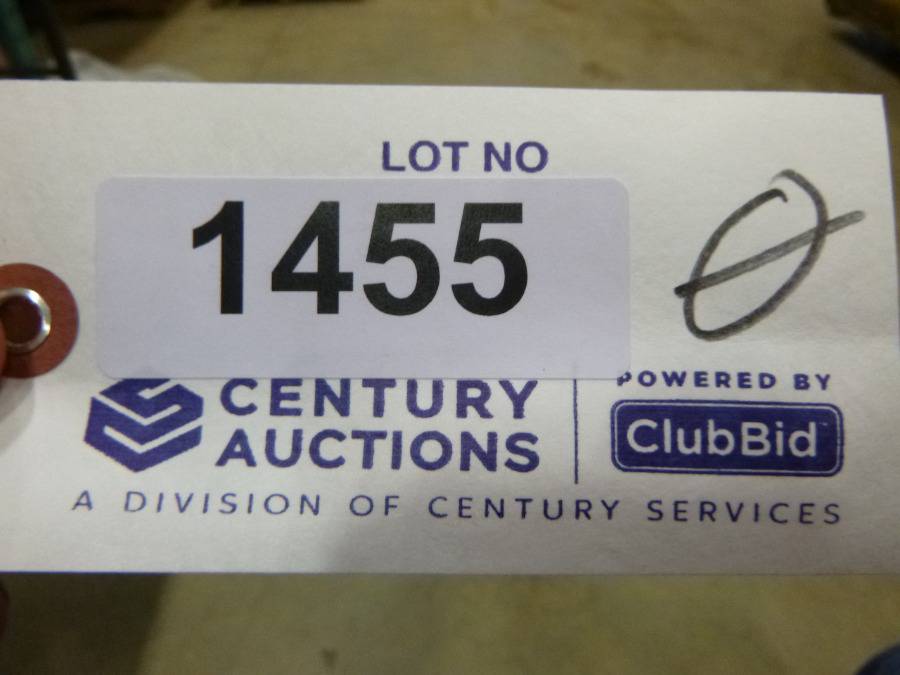 LOT NO
1455
Ø
CENTURY
AUCTIONS
POWERED BY
ClubBid
A DIVISION OF CENTURY SERVICES